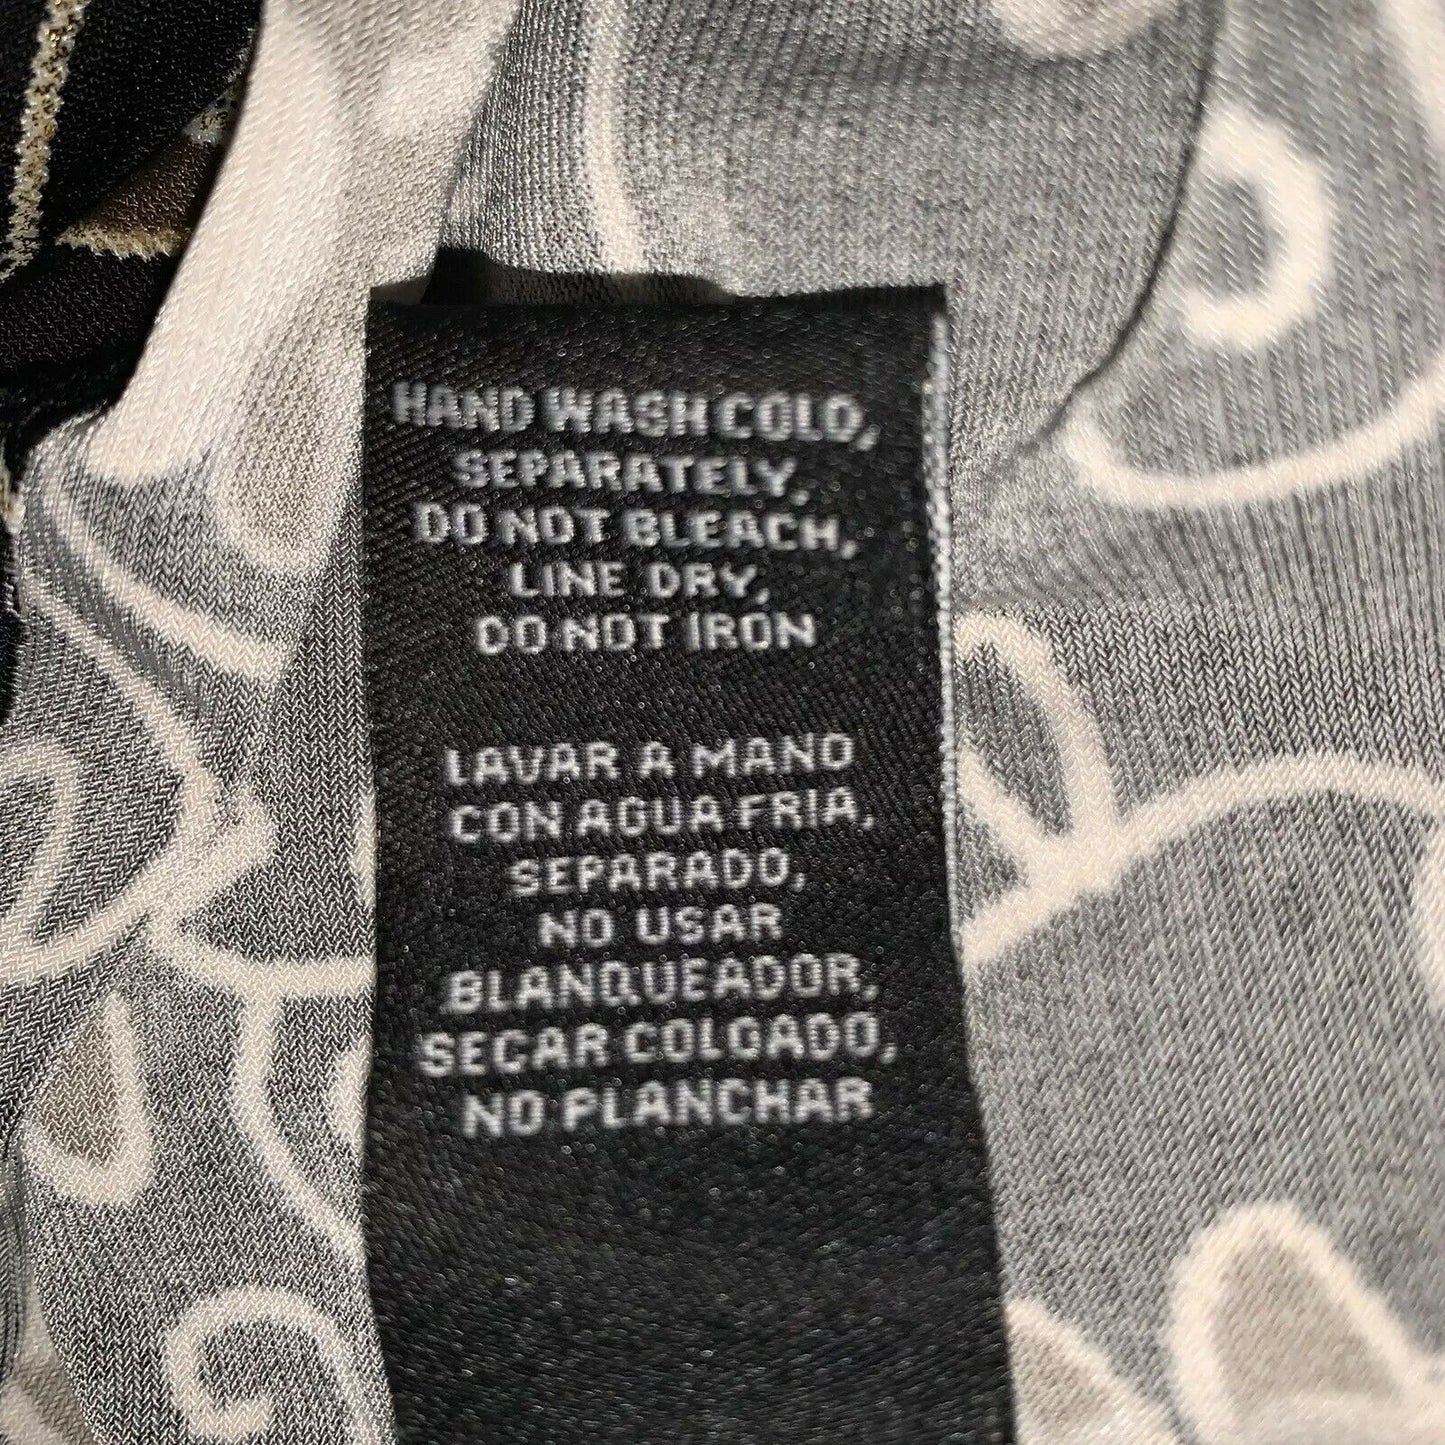 HAND WASH COLD,
SEPARATELY,
DO NOT BLEACH,
LINE DRY,
DO NOT IRON
LAVAR A MANO
CON AGUA FRIA,
SEPARADO,
NO USAR
BLANQUEADOR,
SECAR COLGADO,
NO PLANCHAR